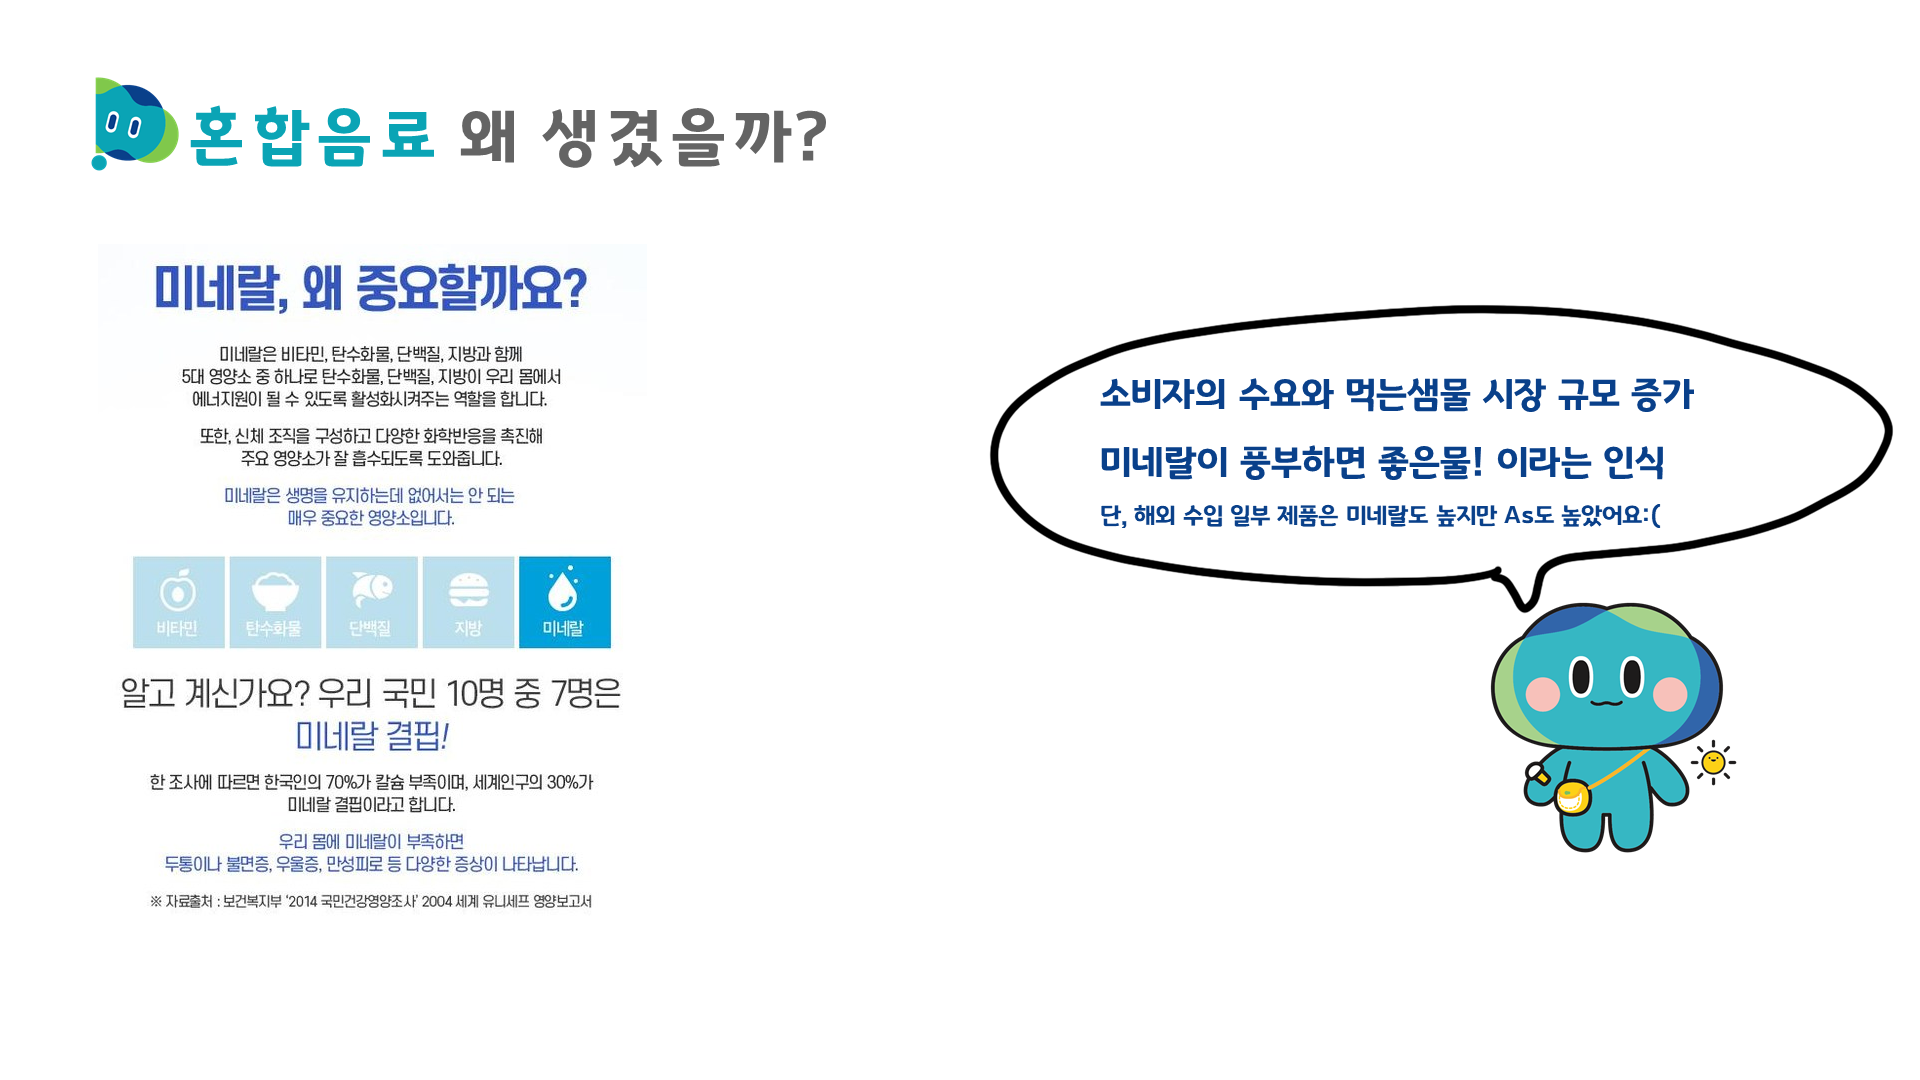 혼합음료 왜 생겼을까?
미네랄, 왜 중요할까요?
미네랄은 비타민, 탄수화물, 단백질, 지방과 함께
5대 영양소 중 하나로 탄수화물, 단백질, 지방이 우리 몸에서
에너지원이 될 수 있도록 활성화시켜주는 역할을 합니다.
또한, 신체 조직을 구성하고 다양한 화학반응을 촉진해
주요 영양소가 잘 흡수되도록 도와줍니다.
미네랄은 생명을 유지하는데 없어서는 안 되는
매우 중요한 영양소입니다.
비타민 탄수화물 단백질 지방 미네랄
알고 계신가요? 우리 국민 10명 중 7명은
미네랄 결핍!
한 조사에 따르면 한국인의 70%가 칼슘 부족이며, 세계인구의 30%가
미네랄 결핍이라고 합니다.
우리 몸에 미네랄이 부족하면
두통이나 불면증, 우울증, 만성피로 등 다양한 증상이 나타납니다.
※ 자료출처 : 보건복지부 '2014 국민건강영양조사' 2004 세계 유니세프 영양보고서
소비자의 수요와 먹는샘물 시장 규모 증가
미네랄이 풍부하면 좋은물! 이라는 인식
단, 해외 수입 일부 제품은 미네랄도 높지만 As도 높았어요:(